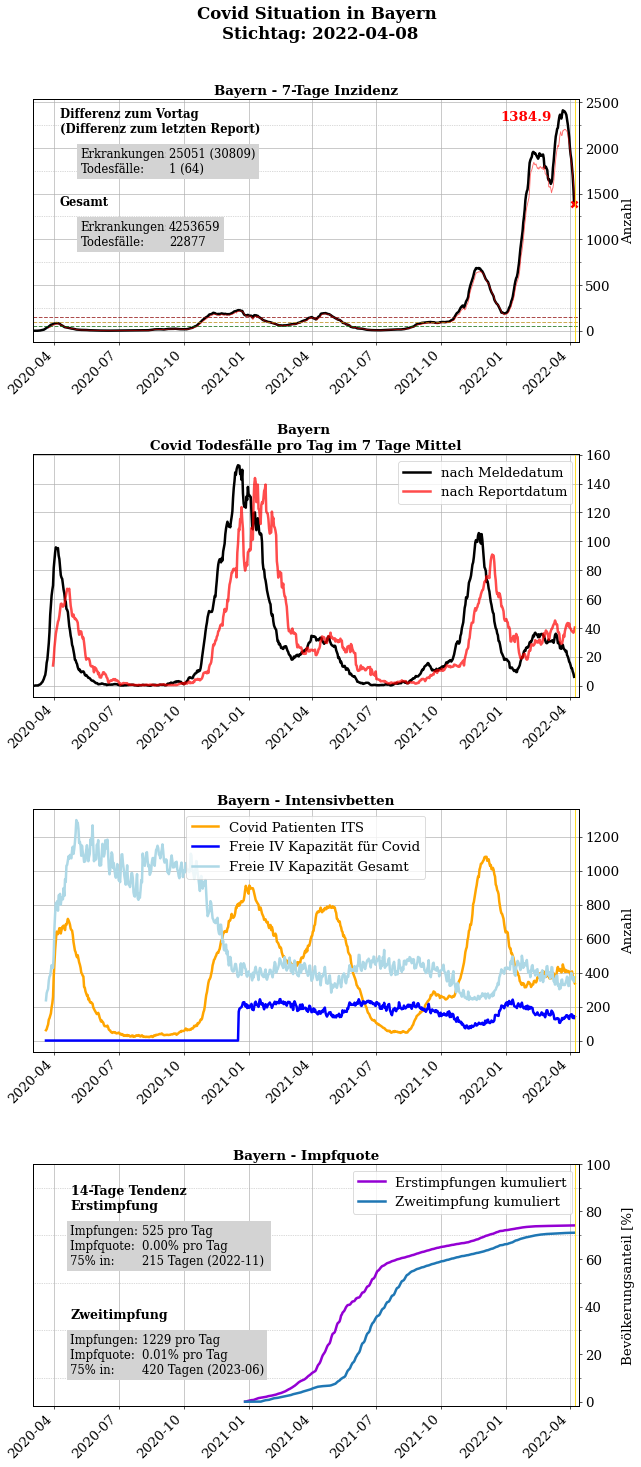 Covid Situation in Bayern
Stichtag: 2022-04-08
Bayern - 7-Tage Inzidenz
Differenz zum Vortag
(Differenz zum letzten Report)
Erkrankungen 25051 (30809)
Todesfälle: 1 (64)
Gesamt
Erkrankungen 4253659
Todesfälle: 22877
1384.9
2500
2000
1500
1000
500
0
Anzahl
2020-04
2020-07
2020-10
2021-01
2021-04
2021-07
2021-10
2022-01
2022-04
Bayern
Covid Todesfälle pro Tag im 7 Tage Mittel
nach Meldedatum
nach Reportdatum
160
140
120
100
80
60
40
20
0
2020-04
2020-07
2020-10
2021-01
2021-04
2021-07
2021-10
2022-01
2022-04
Bayern - Intensivbetten
Covid Patienten ITS
Freie IV Kapazität für Covid
Freie IV Kapazität Gesamt
1200
1000
800
600
400
200
0
Anzahl
2020-04
2020-07
2020-10
2021-01
2021-04
2021-07
2021-10
2022-01
2022-04
Bayern - Impfquote
14-Tage Tendenz
Erstimpfung
Impfungen: 525 pro Tag
Impfquote: 0.00% pro Tag
75% in: 215 Tagen (2022-11)
Zweitimpfung
Impfungen: 1229 pro Tag
Impfquote: 0.01% pro Tag
75% in: 420 Tagen (2023-06)
Erstimpfungen kumuliert
Zweitimpfung kumuliert
100
80
60
40
20
0
Bevölkerungsanteil [%]
2020-04
2020-07
2020-10
2021-01
2021-04
2021-07
2021-10
2022-01
2022-04